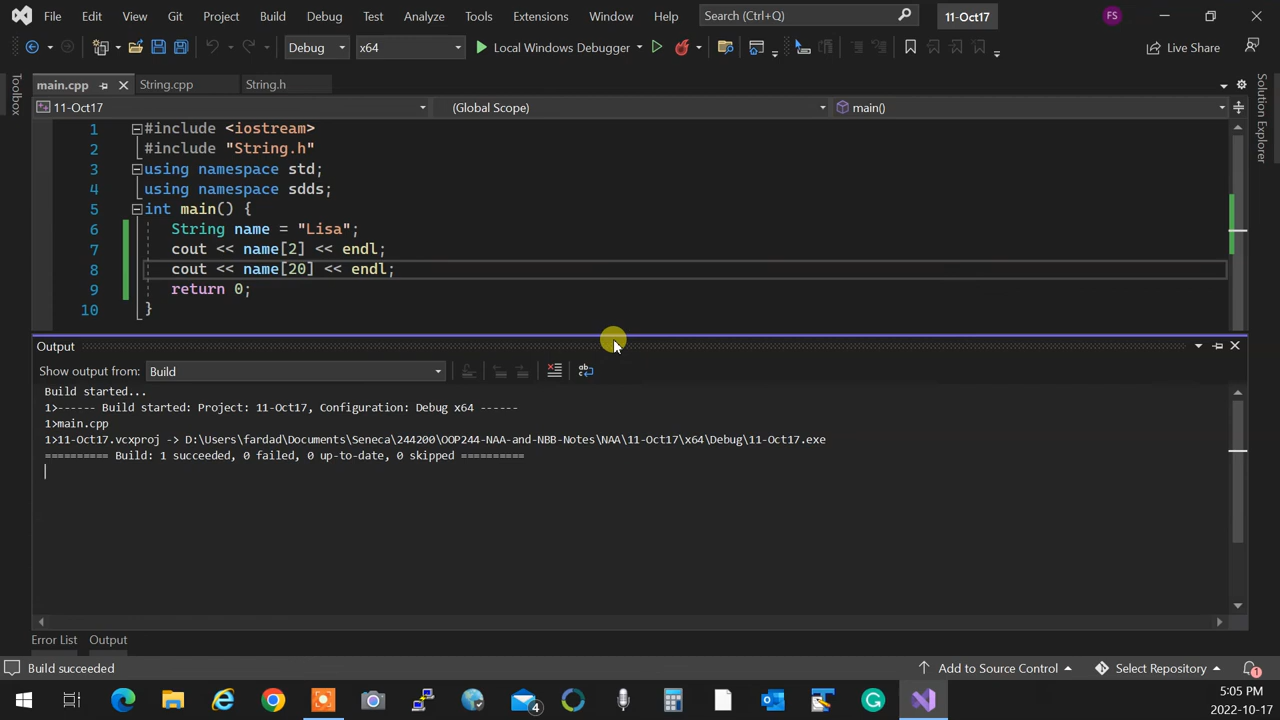 File Edit View Git Project Build Debug Test Analyze Tools Extensions Window Help Search (Ctrl+Q) 11-Oct17 FS
Debug x64 Local Windows Debugger Live Share
main.cpp String.cpp String.h
11-Oct17 (Global Scope) main()
Toolbox
Solution Explorer
1 #include <iostream>
2 #include "String.h"
3 using namespace std;
4 using namespace sdds;
5 int main() {
6 String name = "Lisa";
7 cout << name[2] << endl;
8 cout << name[20] << endl;
9 return 0;
10 }
Output
Show output from: Build
Build started...
1>------ Build started: Project: 11-Oct17, Configuration: Debug x64 ------
1>main.cpp
1>11-Oct17.vcxproj -> D:\Users\fardad\Documents\Seneca\244200\OOP244-NAA-and-NBB-Notes\NAA\11-Oct17\x64\Debug\11-Oct17.exe
========== Build: 1 succeeded, 0 failed, 0 up-to-date, 0 skipped ==========
Error List Output
Build succeeded Add to Source Control Select Repository 1
4
5:05 PM
2022-10-17